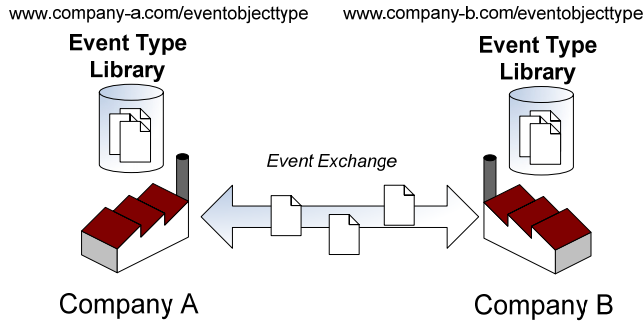 www.company-a.com/eventobjecttype
www.company-b.com/eventobjecttype
Event Type
Library
Event Type
Library
Event Exchange
Company A
Company B